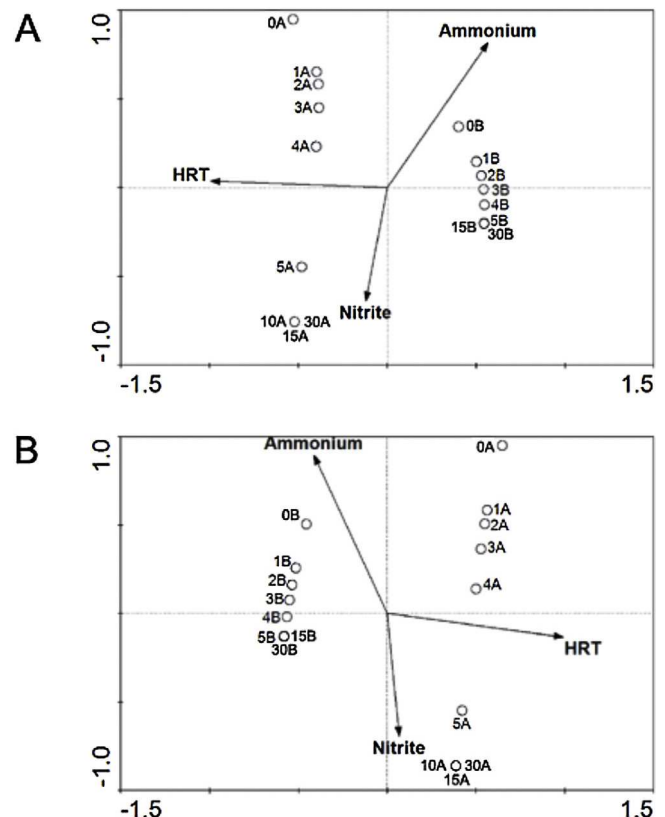 A
1.0
0A
Ammonium
1A
2A
3A
0B
4A
1B
2B
HRT
3B
4B
15B 5B
30B
5A
Nitrite
10A 30A
15A
-1.0
-1.5
1.5
B
1.0
Ammonium
0A
0B
1A
2A
3A
1B
2B
4A
3B
4B
5B 15B
30B
HRT
5A
Nitrite
10A 30A
15A
-1.0
-1.5
1.5